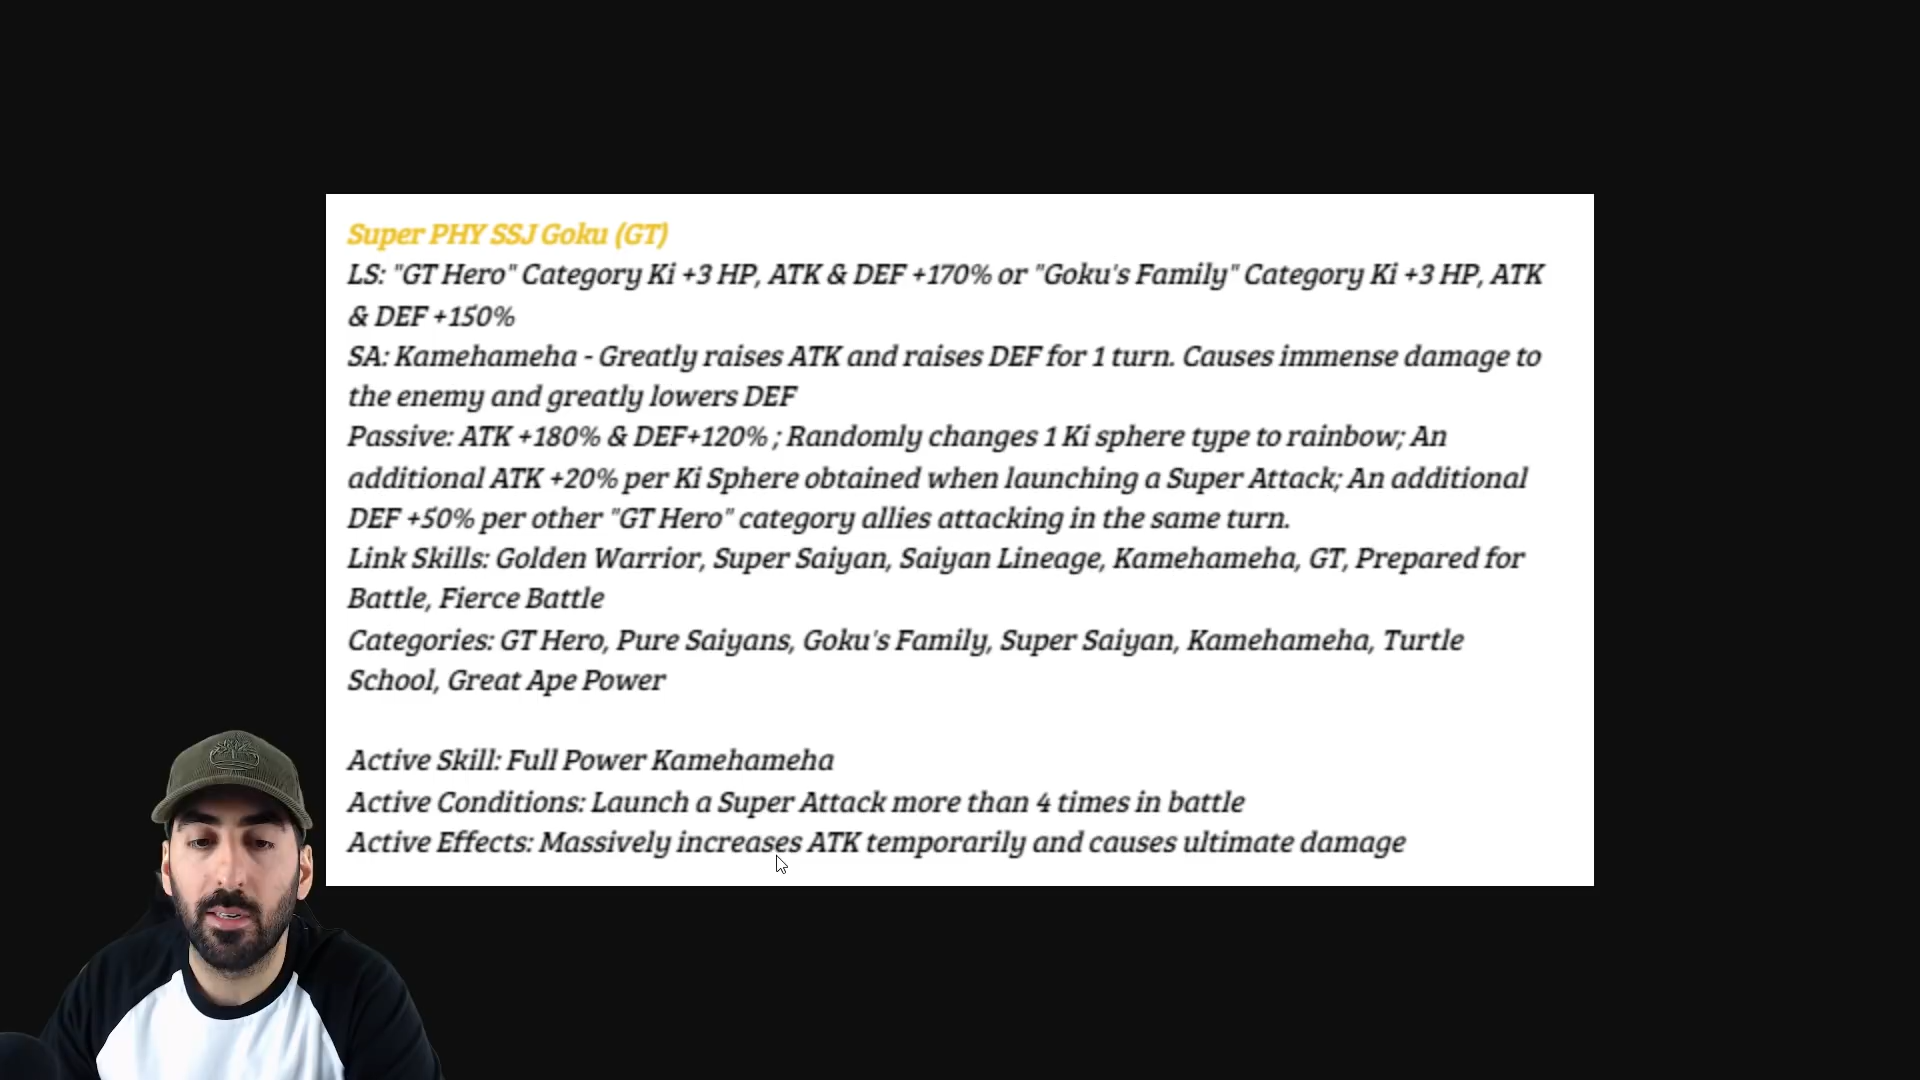 Super PHY SSJ Goku (GT)
LS: "GT Hero" Category Ki +3 HP, ATK & DEF +170% or "Goku's Family" Category Ki +3 HP, ATK
& DEF +150%
SA: Kamehameha - Greatly raises ATK and raises DEF for 1 turn. Causes immense damage to
the enemy and greatly lowers DEF
Passive: ATK +180% & DEF+120% ; Randomly changes 1 Ki sphere type to rainbow; An
additional ATK +20% per Ki Sphere obtained when launching a Super Attack; An additional
DEF +50% per other "GT Hero" category allies attacking in the same turn.
Link Skills: Golden Warrior, Super Saiyan, Saiyan Lineage, Kamehameha, GT, Prepared for
Battle, Fierce Battle
Categories: GT Hero, Pure Saiyans, Goku's Family, Super Saiyan, Kamehameha, Turtle
School, Great Ape Power
Active Skill: Full Power Kamehameha
Active Conditions: Launch a Super Attack more than 4 times in battle
Active Effects: Massively increases ATK temporarily and causes ultimate damage